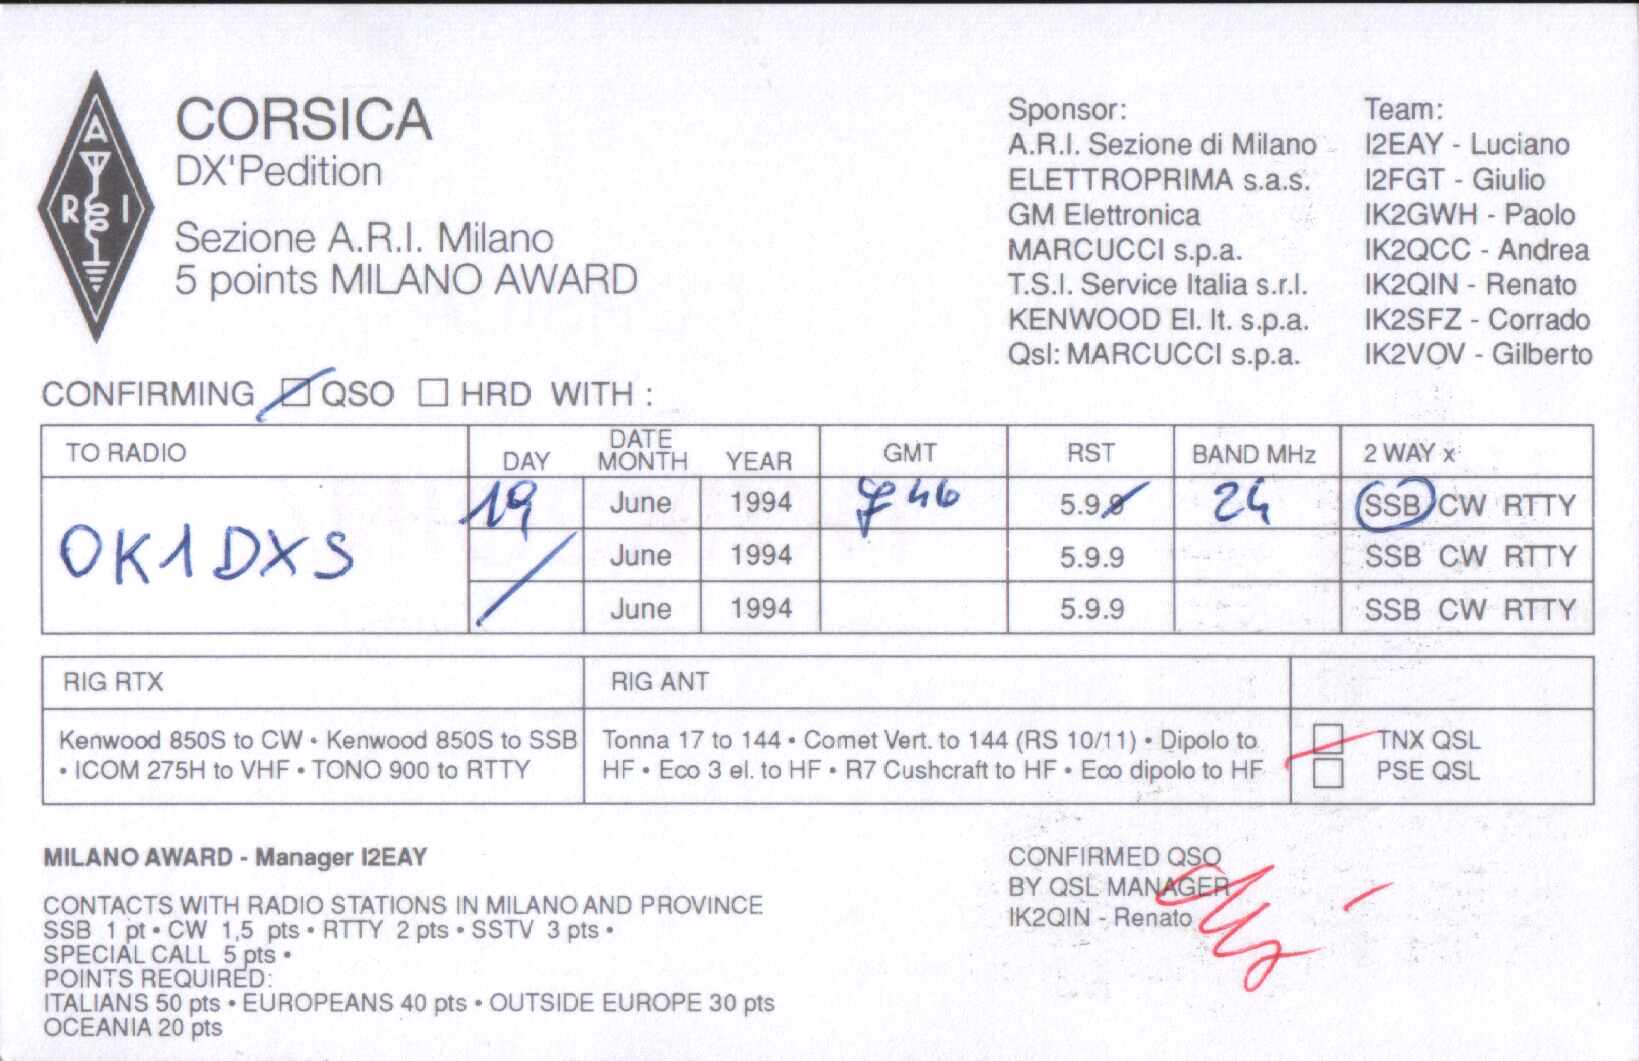 A
R I
CORSICA
DX'Pedition
Sezione A.R.I. Milano
5 points MILANO AWARD
Sponsor:
A.R.I. Sezione di Milano
ELETTROPRIMA s.a.s.
GM Elettronica
MARCUCCI s.p.a.
T.S.I. Service Italia s.r.l.
KENWOOD El. It. s.p.a.
Qsl: MARCUCCI s.p.a.
Team:
I2EAY - Luciano
I2FGT - Giulio
IK2GWH - Paolo
IK2QCC - Andrea
IK2QIN - Renato
IK2SFZ - Corrado
IK2VOV - Gilberto
CONFIRMING QSO HRD WITH :
TO RADIO DAY DATE MONTH YEAR GMT RST BAND MHz 2 WAY x
OK1DXS
19 June 1994 746 5.9.9 24 SSB CW RTTY
June 1994 5.9.9 SSB CW RTTY
June 1994 5.9.9 SSB CW RTTY
RIG RTX
Kenwood 850S to CW • Kenwood 850S to SSB
• ICOM 275H to VHF • TONO 900 to RTTY
RIG ANT
Tonna 17 to 144 • Comet Vert. to 144 (RS 10/11) • Dipolo to
HF • Eco 3 el. to HF • R7 Cushcraft to HF • Eco dipolo to HF
TNX QSL
PSE QSL
MILANO AWARD - Manager I2EAY
CONTACTS WITH RADIO STATIONS IN MILANO AND PROVINCE
SSB 1 pt • CW 1,5 pts • RTTY 2 pts • SSTV 3 pts •
SPECIAL CALL 5 pts •
POINTS REQUIRED:
ITALIANS 50 pts • EUROPEANS 40 pts • OUTSIDE EUROPE 30 pts
OCEANIA 20 pts
CONFIRMED QSO
BY QSL MANAGER
IK2QIN - Renato